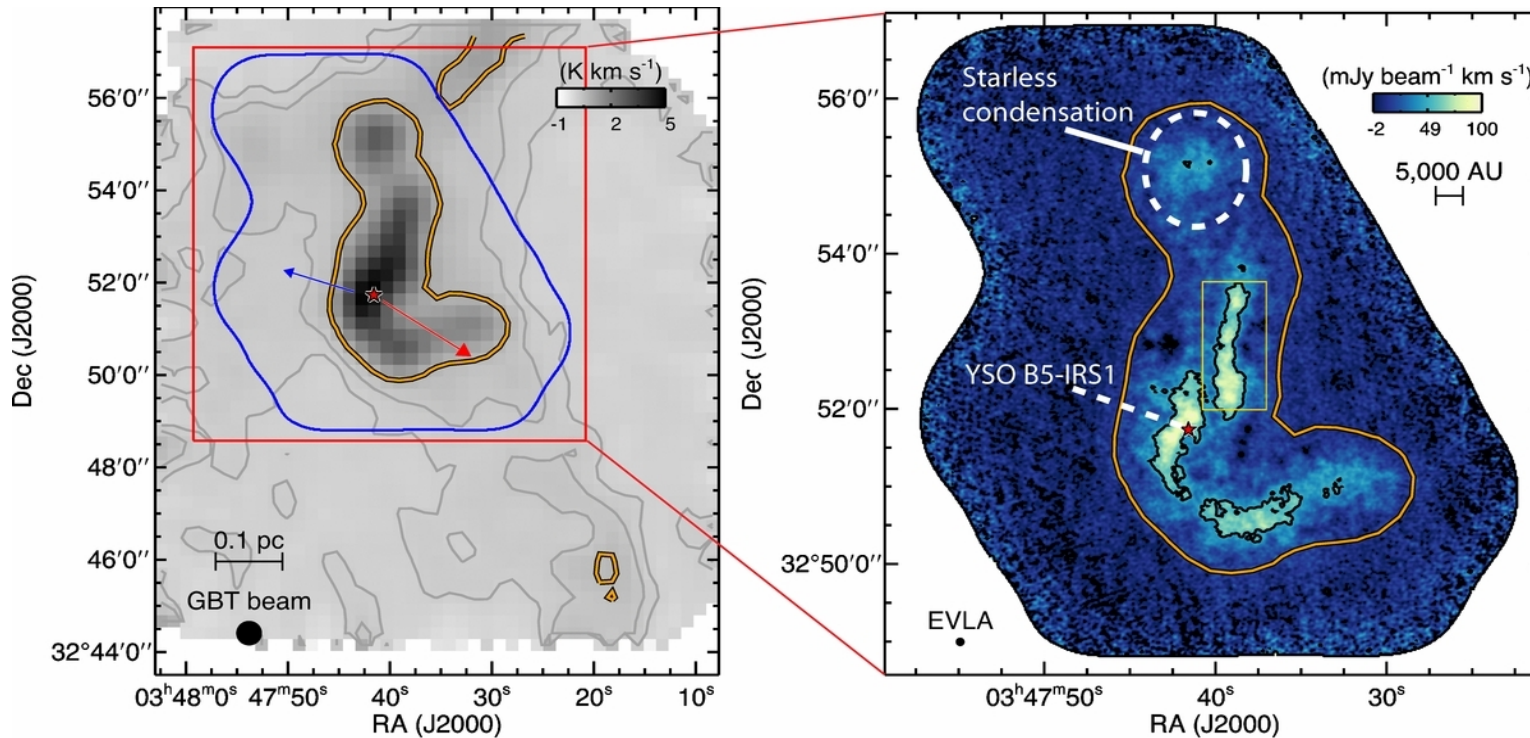 (K km s⁻¹)
-1 2 5
56'0''
54'0''
52'0''
50'0''
48'0''
46'0''
32°44'0''
Dec (J2000)
0.1 pc
GBT beam
03ʰ48ᵐ0ˢ 47ᵐ50ˢ 40ˢ 30ˢ 20ˢ 10ˢ
RA (J2000)
Starless
condensation
(mJy beam⁻¹ km s⁻¹)
-2 49 100
5,000 AU
56'0''
54'0''
YSO B5-IRS1
52'0''
32°50'0''
Dec (J2000)
EVLA
03ʰ47ᵐ50ˢ 40ˢ 30ˢ
RA (J2000)